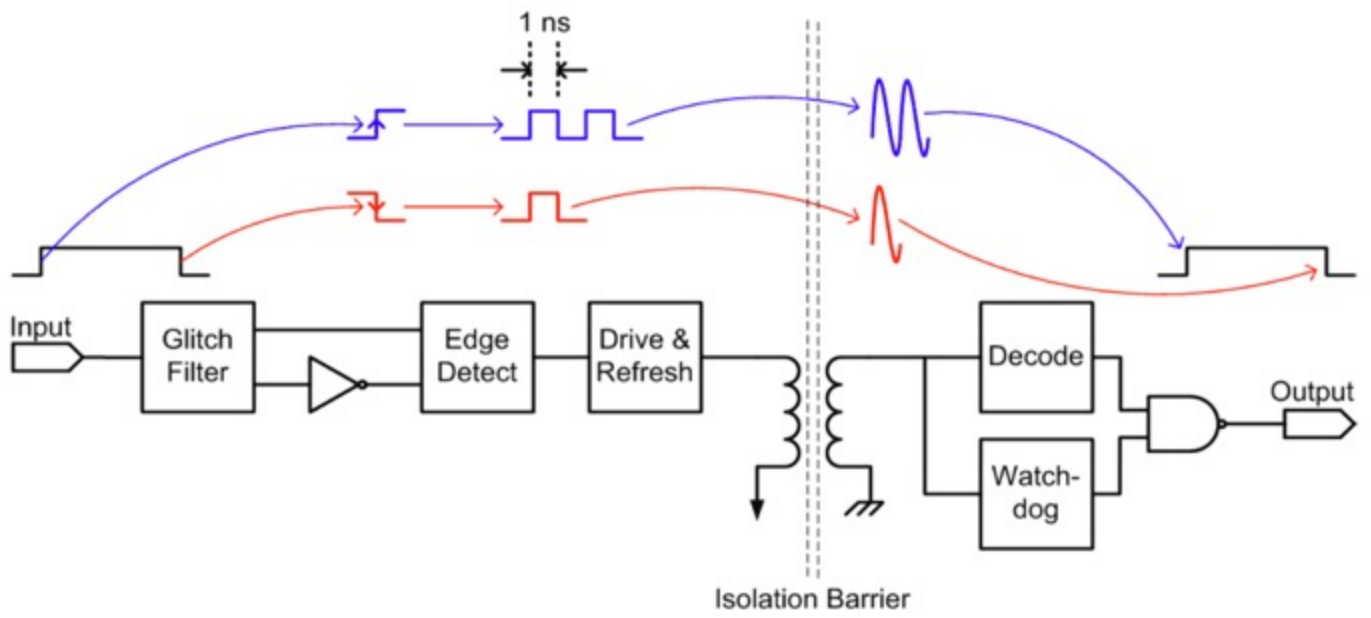 1 ns
Input
Glitch
Filter
Edge
Detect
Drive &
Refresh
Decode
Watch-
dog
Output
Isolation Barrier